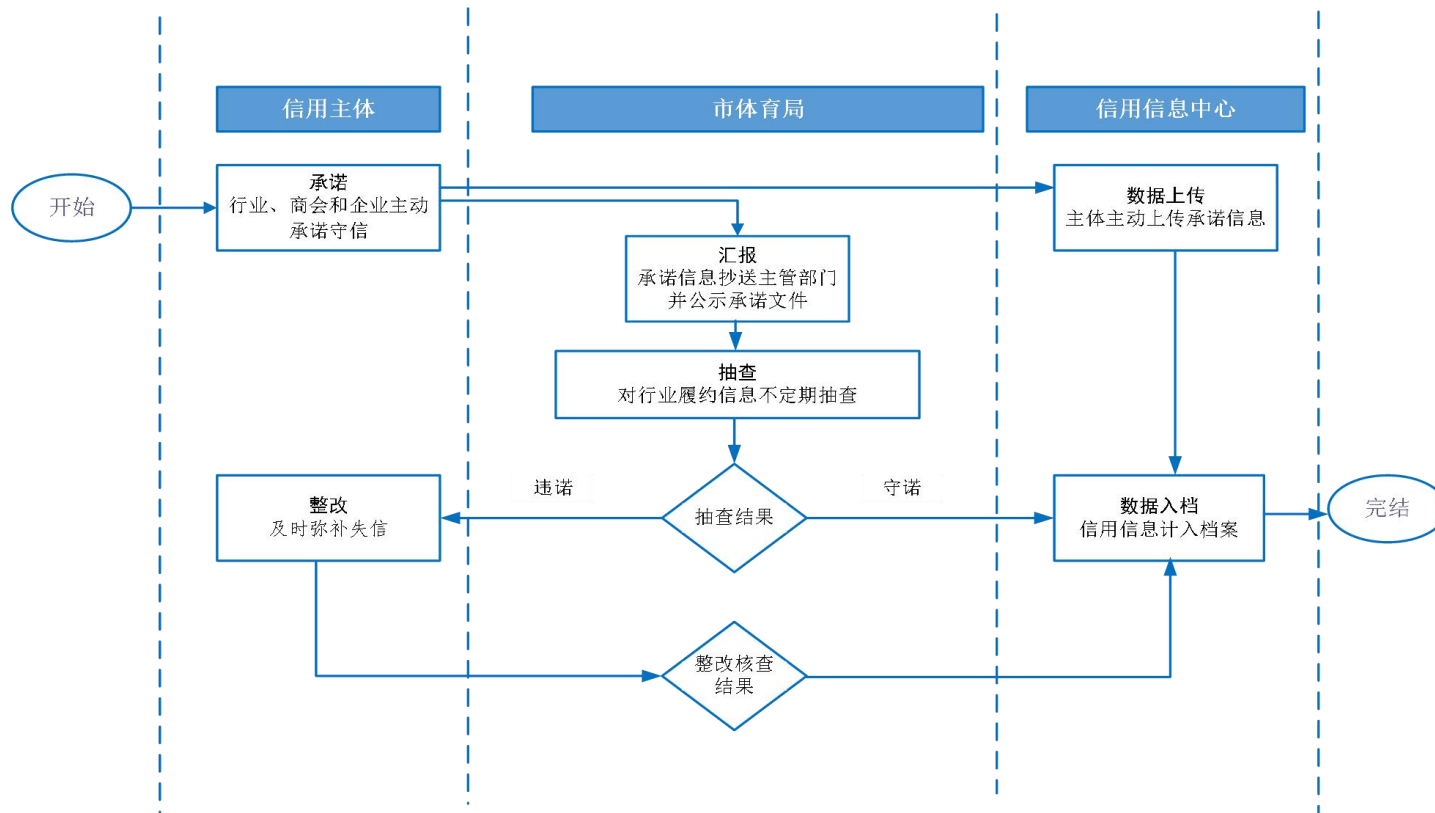 信用主体
市体育局
信用信息中心
开始
承诺
行业、商会和企业主动
承诺守信
数据上传
主体主动上传承诺信息
汇报
承诺信息抄送主管部门
并公示承诺文件
抽查
对行业履约信息不定期抽查
违诺
守诺
整改
及时弥补失信
抽查结果
数据入档
信用信息计入档案
完结
整改核查
结果